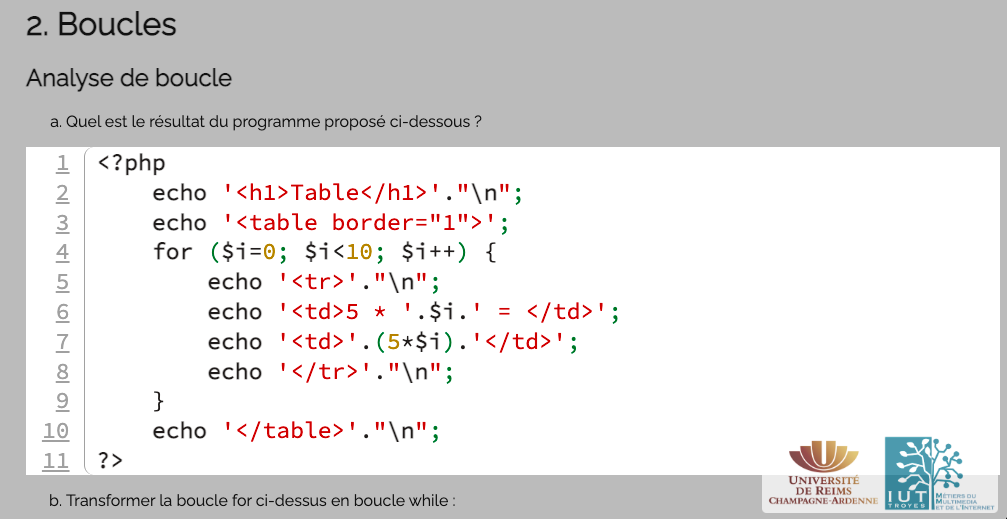 2. Boucles
Analyse de boucle
a. Quel est le résultat du programme proposé ci-dessous ?
1 <?php
2 echo '<h1>Table</h1>'."\n";
3 echo '<table border="1">';
4 for ($i=0; $i<10; $i++) {
5 echo '<tr>'."\n";
6 echo '<td>5 * '.$i.' = </td>';
7 echo '<td>'.(5*$i).'</td>';
8 echo '</tr>'."\n";
9 }
10 echo '</table>'."\n";
11 ?>
b. Transformer la boucle for ci-dessus en boucle while :
UNIVERSITÉ
DE REIMS
CHAMPAGNE-ARDENNE
IUT
TROYES
MÉTIERS DU
MULTIMEDIA
ET DE L'INTERNET